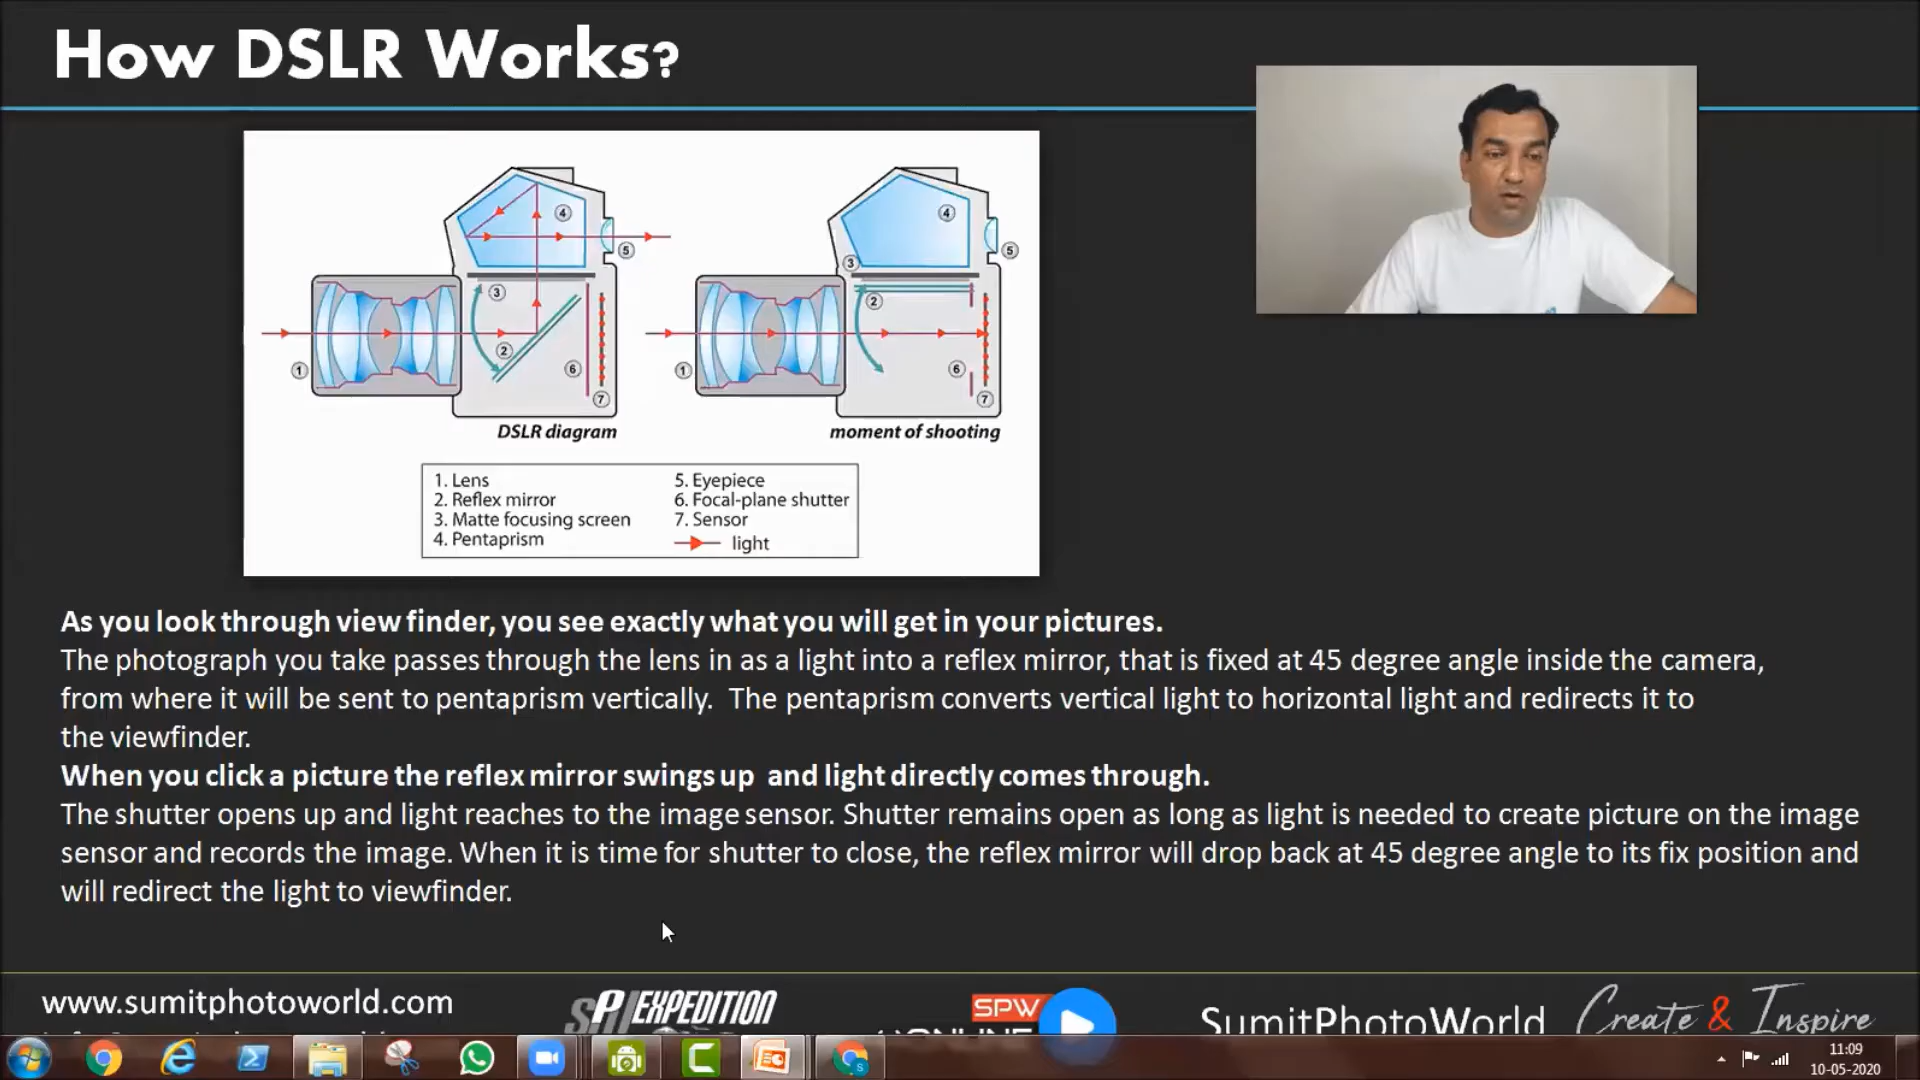 How DSLR Works?
4
5
3
2
1
6
7
DSLR diagram
4
5
3
2
1
6
7
moment of shooting
1. Lens
2. Reflex mirror
3. Matte focusing screen
4. Pentaprism
5. Eyepiece
6. Focal-plane shutter
7. Sensor
light
As you look through view finder, you see exactly what you will get in your pictures.
The photograph you take passes through the lens in as a light into a reflex mirror, that is fixed at 45 degree angle inside the camera,
from where it will be sent to pentaprism vertically. The pentaprism converts vertical light to horizontal light and redirects it to
the viewfinder.
When you click a picture the reflex mirror swings up and light directly comes through.
The shutter opens up and light reaches to the image sensor. Shutter remains open as long as light is needed to create picture on the image
sensor and records the image. When it is time for shutter to close, the reflex mirror will drop back at 45 degree angle to its fix position and
will redirect the light to viewfinder.
www.sumitphotoworld.com
SP EXPEDITION
SPW
ONLINE
SumitPhotoWorld
Create & Inspire
11:09
10-05-2020